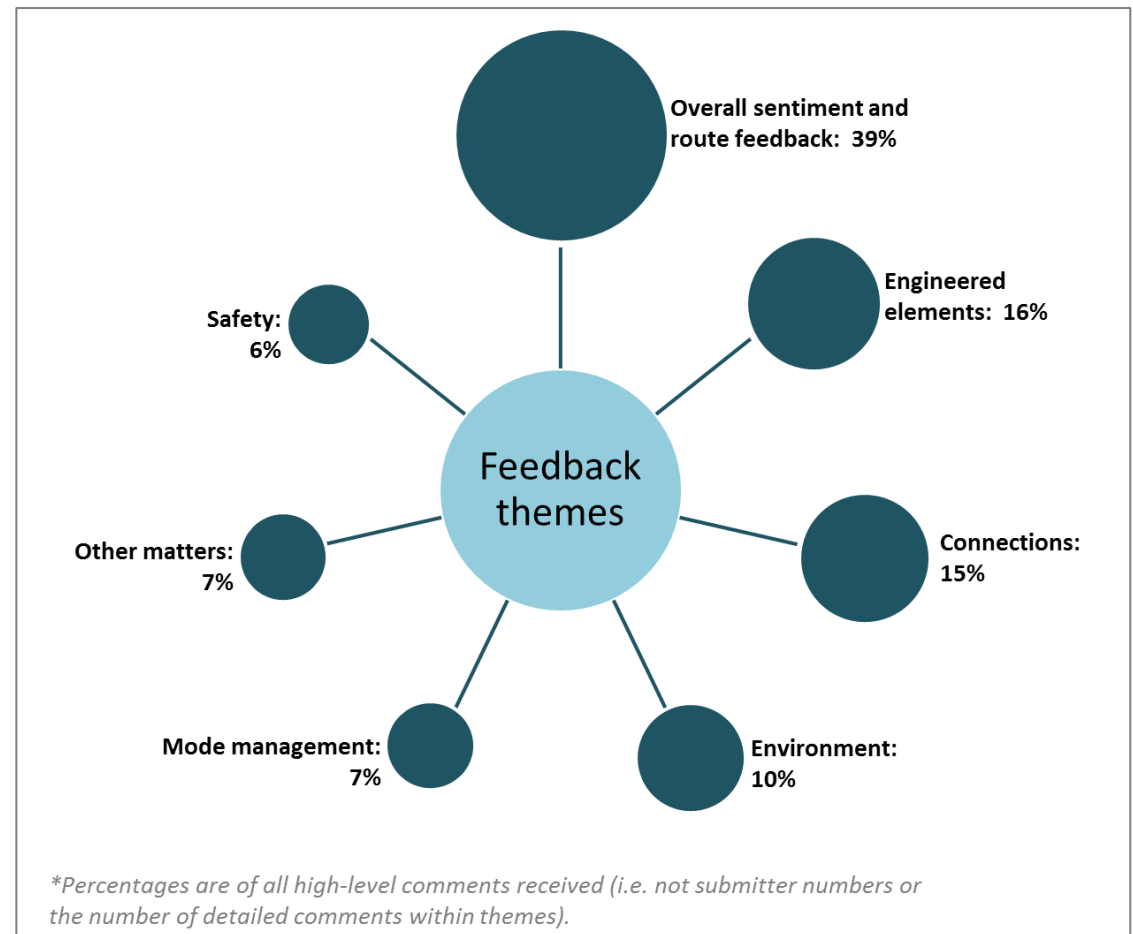 Overall sentiment and
route feedback:  39%
Engineered
elements:  16%
Safety:
6%
Feedback
themes
Connections:
15%
Other matters:
7%
Mode management:
7%
Environment:
10%
*Percentages are of all high-level comments received (i.e. not submitter numbers or
the number of detailed comments within themes).